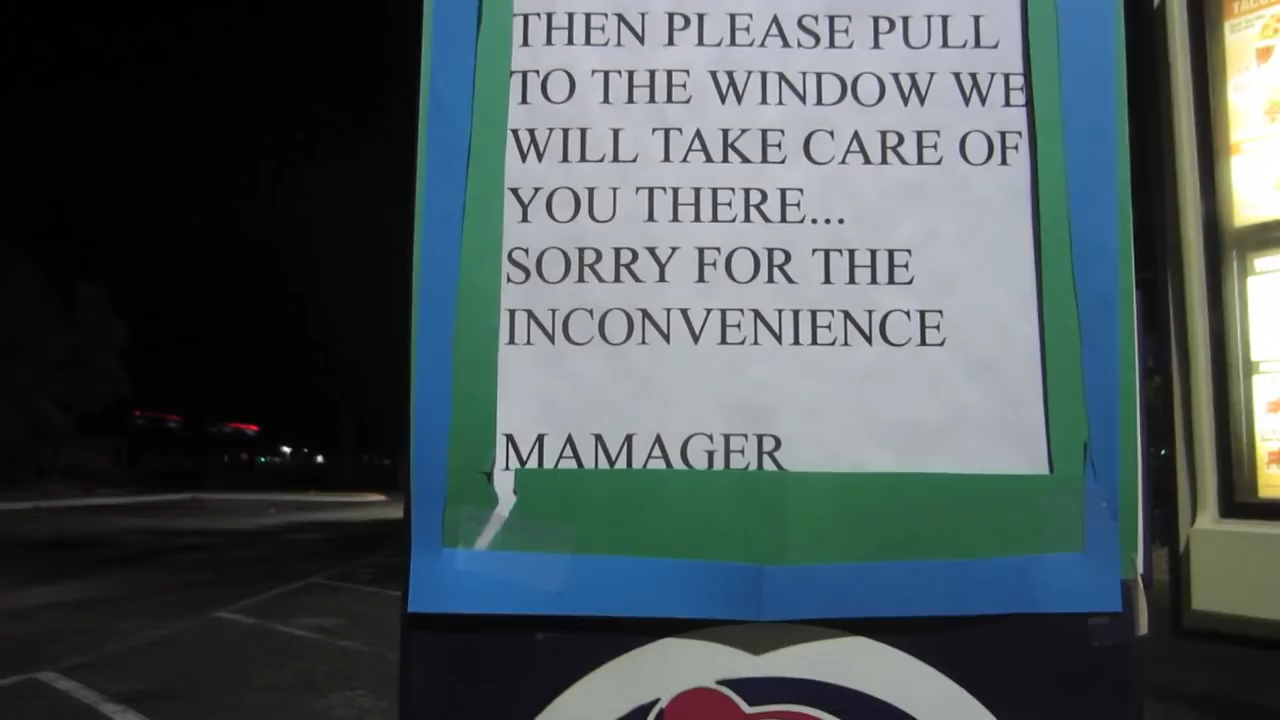 THEN PLEASE PULL
TO THE WINDOW WE
WILL TAKE CARE OF
YOU THERE...
SORRY FOR THE
INCONVENIENCE
MAMAGER